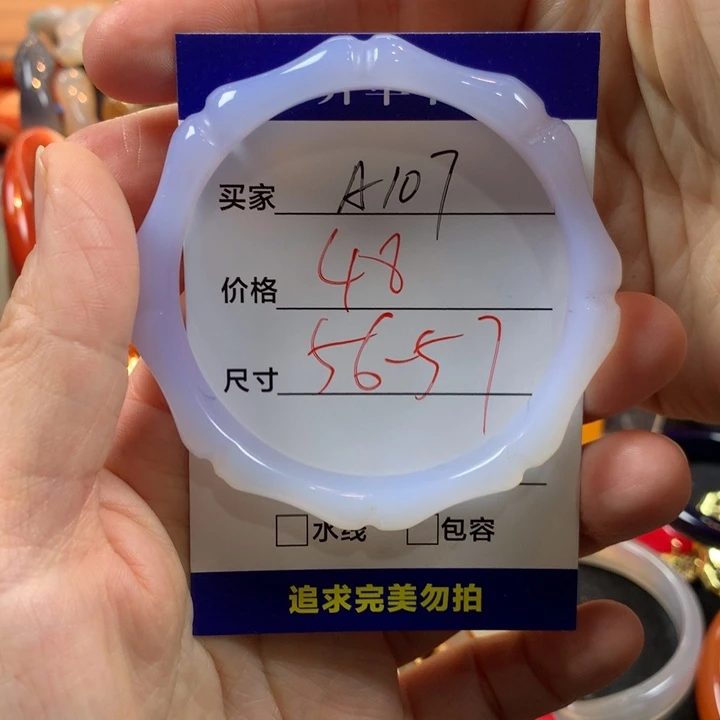 买家 A107
价格 48
尺寸 56-57
水线 包容
追求完美勿拍